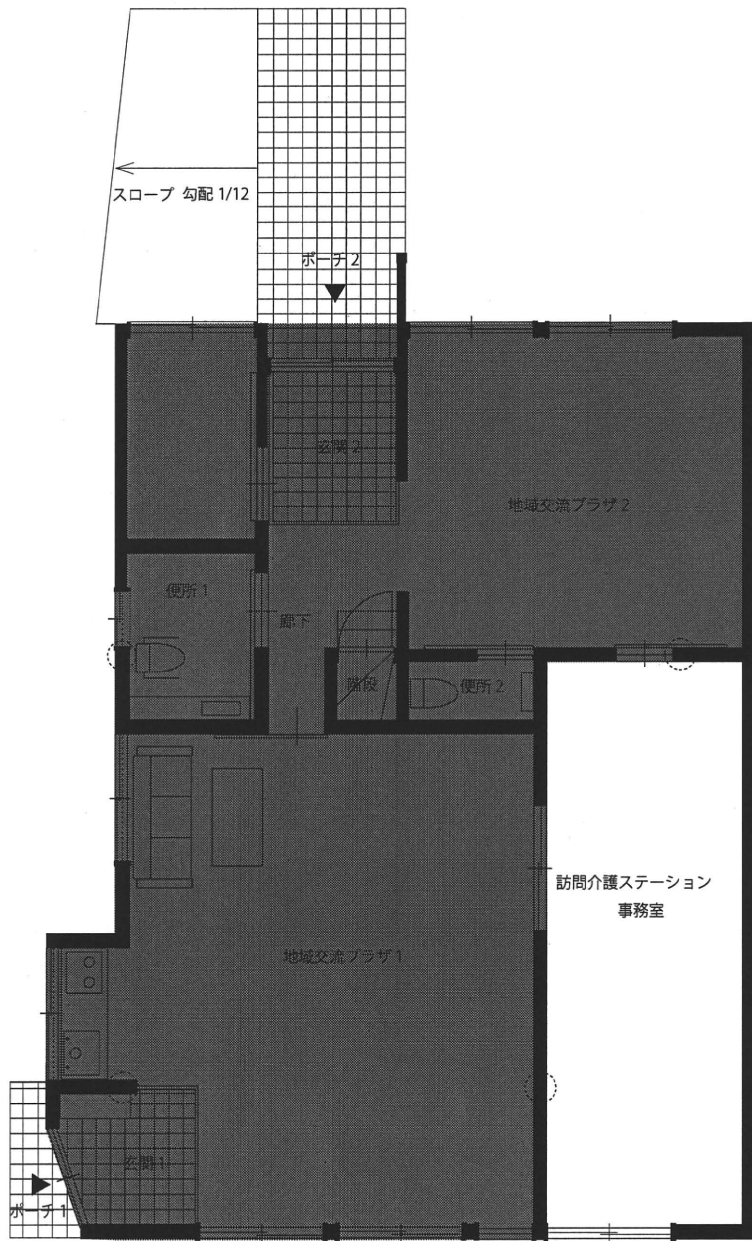 スロープ 勾配 1/12
ポーチ 2
玄関 2
地域交流プラザ 2
便所 1
廊下
階段
便所 2
訪問介護ステーション
事務室
地域交流プラザ 1
玄関 1
ポーチ 1